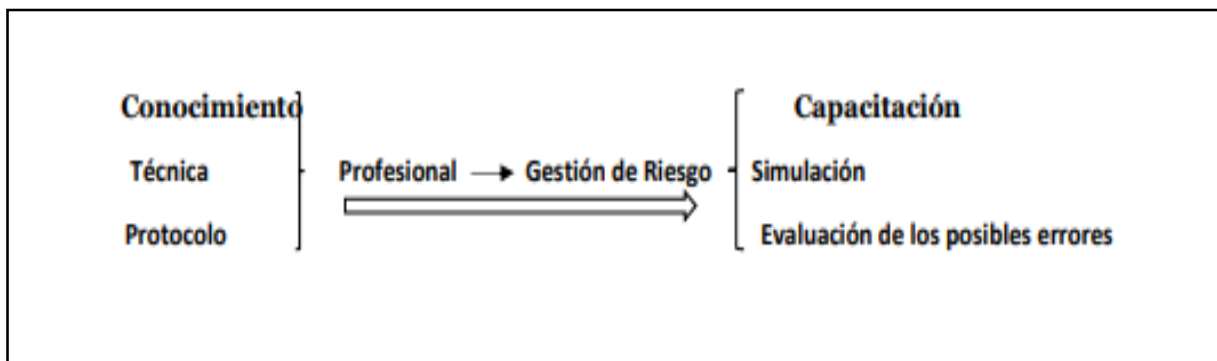 Conocimiento
Capacitación
Técnica
Profesional → Gestión de Riesgo
Simulación
Protocolo
Evaluación de los posibles errores